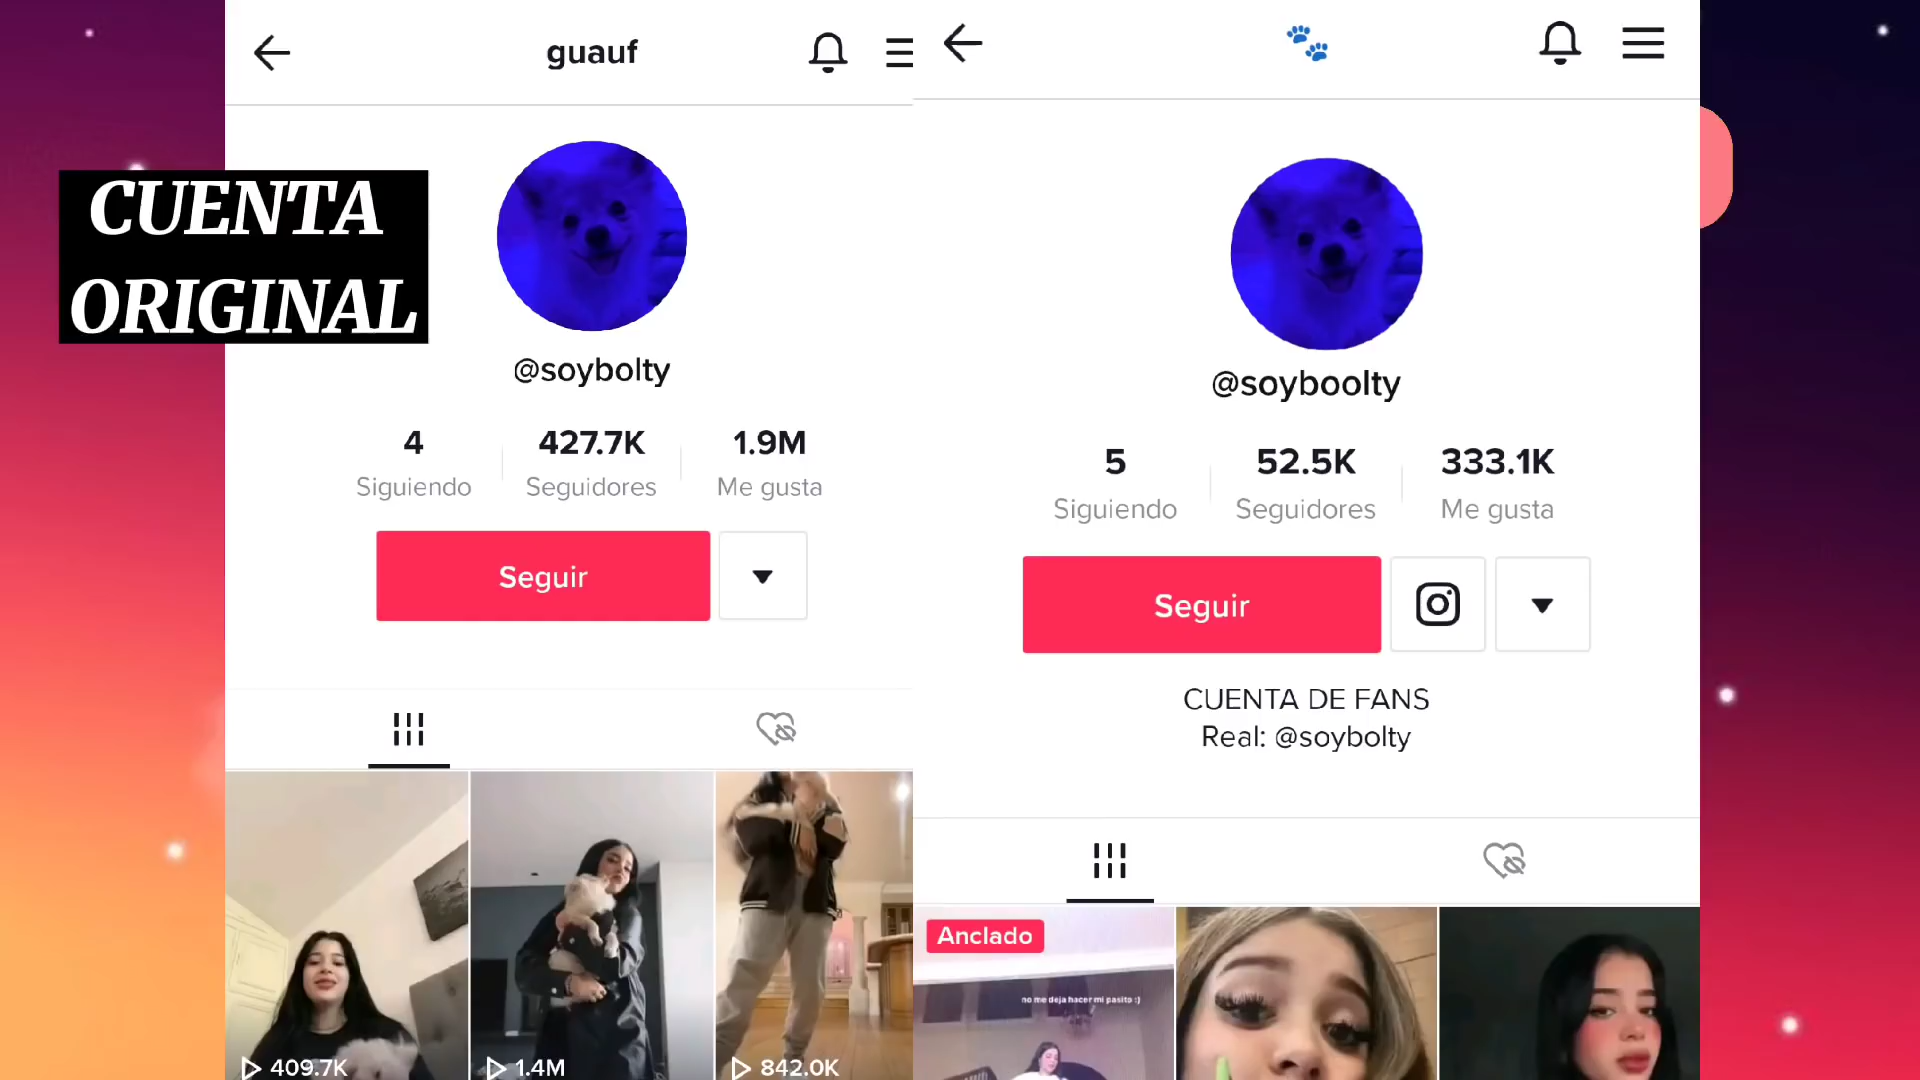 guauf
CUENTA
ORIGINAL
@soybolty
4
427.7K
1.9M
Siguiendo
Seguidores
Me gusta
Seguir
409.7K
1.4M
842.0K
@soyboolty
5
52.5K
333.1K
Siguiendo
Seguidores
Me gusta
Seguir
CUENTA DE FANS
Real: @soybolty
Anclado
no me deja hacer mi pasito :)